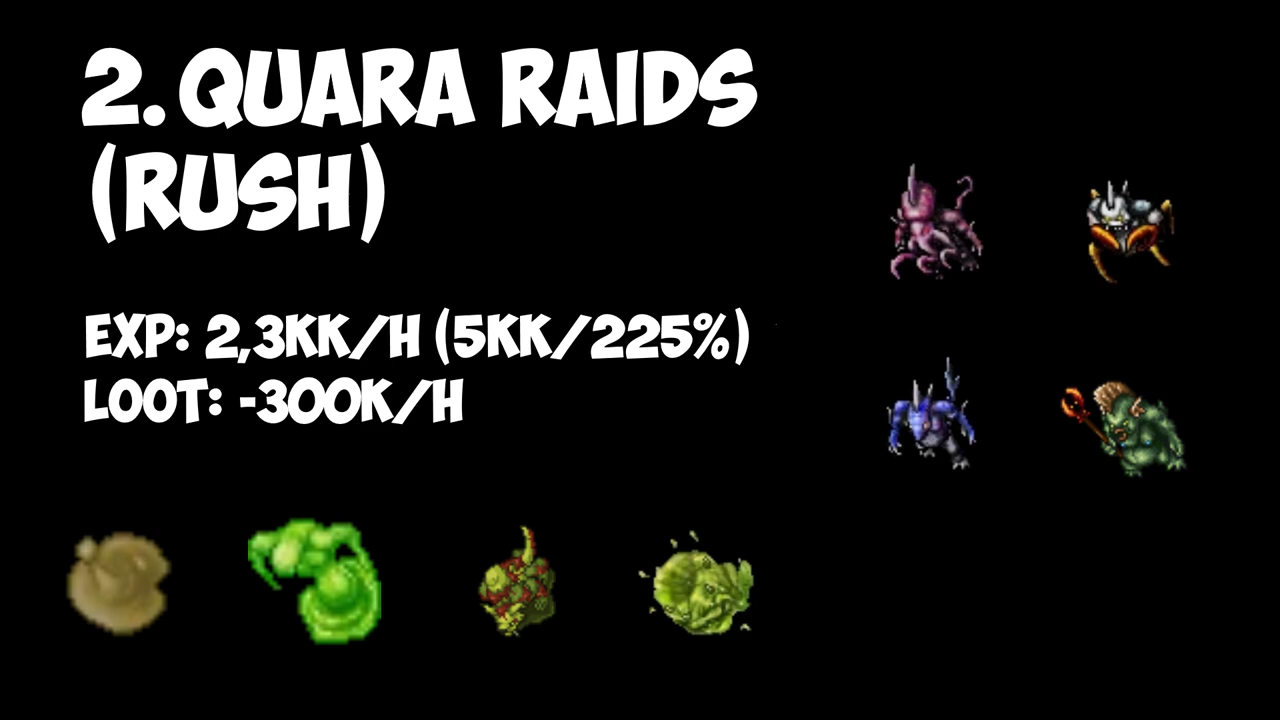 2. QUARA RAIDS
(RUSH)
EXP: 2,3KK/H (5KK/225%)
LOOT: -300K/H